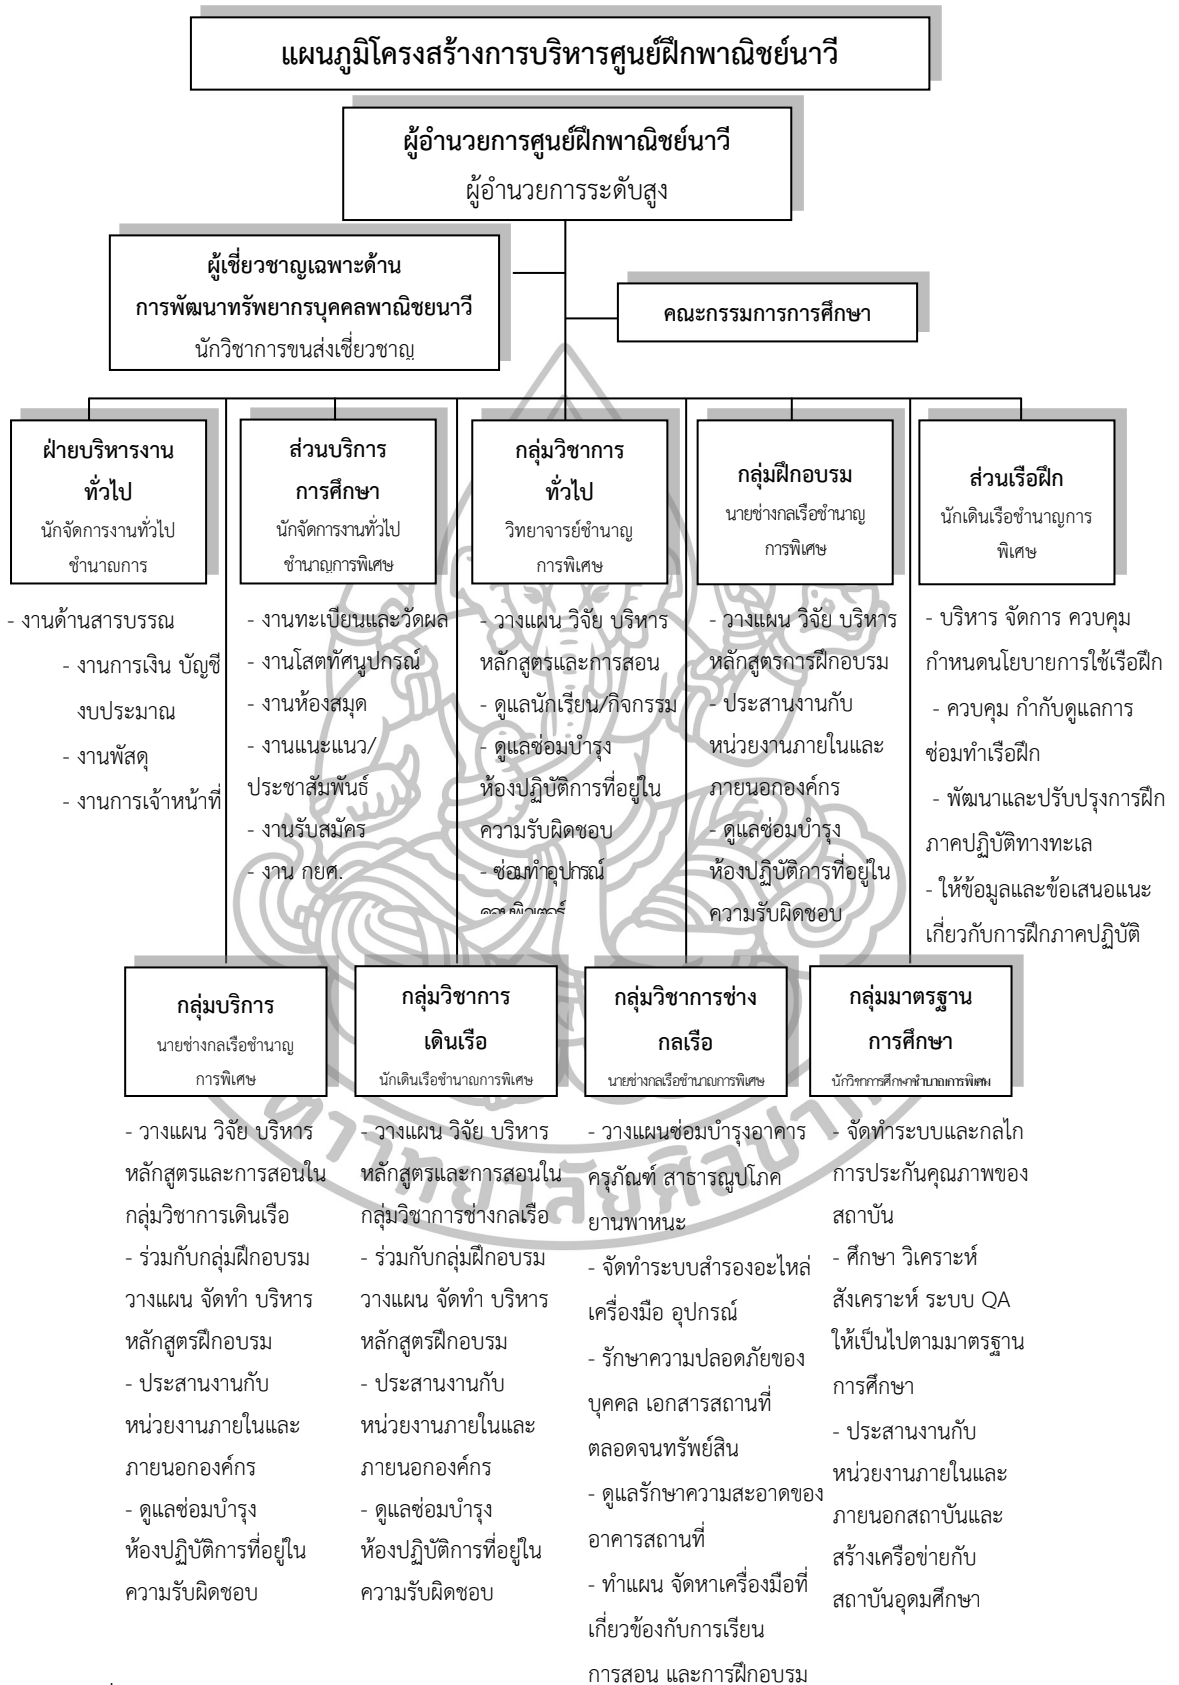 แผนภูมิโครงสร้างการบริหารศูนย์ฝึกพาณิชย์นาวี
ผู้อำนวยการศูนย์ฝึกพาณิชย์นาวี
ผู้อำนวยการระดับสูง
ผู้เชี่ยวชาญเฉพาะด้าน
การพัฒนาทรัพยากรบุคคลพาณิชยนาวี
นักวิชาการขนส่งเชี่ยวชาญ
คณะกรรมการการศึกษา
ฝ่ายบริหารงาน
ทั่วไป
นักจัดการงานทั่วไป
ชำนาญการ
- งานด้านสารบรรณ
- งานการเงิน บัญชี
งบประมาณ
- งานพัสดุ
- งานการเจ้าหน้าที่
ส่วนบริการ
การศึกษา
นักจัดการงานทั่วไป
ชำนาญการพิเศษ
- งานทะเบียนและวัดผล
- งานโสตทัศนูปกรณ์
- งานห้องสมุด
- งานแนะแนว/
ประชาสัมพันธ์
- งานรับสมัคร
- งาน กยศ.
กลุ่มวิชาการ
ทั่วไป
วิทยาจารย์ชำนาญ
การพิเศษ
- วางแผน วิจัย บริหาร
หลักสูตรและการสอน
- ดูแลนักเรียน/กิจกรรม
- ดูแลซ่อมบำรุง
ห้องปฏิบัติการที่อยู่ใน
ความรับผิดชอบ
- ซ่อมทำอุปกรณ์
คอมพิวเตอร์
กลุ่มฝึกอบรม
นายช่างกลเรือชำนาญ
การพิเศษ
- วางแผน วิจัย บริหาร
หลักสูตรการฝึกอบรม
- ประสานงานกับ
หน่วยงานภายในและ
ภายนอกองค์กร
- ดูแลซ่อมบำรุง
ห้องปฏิบัติการที่อยู่ใน
ความรับผิดชอบ
ส่วนเรือฝึก
นักเดินเรือชำนาญการ
พิเศษ
- บริหาร จัดการ ควบคุม
กำหนดนโยบายการใช้เรือฝึก
- ควบคุม กำกับดูแลการ
ซ่อมทำเรือฝึก
- พัฒนาและปรับปรุงการฝึก
ภาคปฏิบัติทางทะเล
- ให้ข้อมูลและข้อเสนอแนะ
เกี่ยวกับการฝึกภาคปฏิบัติ
กลุ่มบริการ
นายช่างกลเรือชำนาญ
การพิเศษ
- วางแผน วิจัย บริหาร
หลักสูตรและการสอนใน
กลุ่มวิชาการเดินเรือ
- ร่วมกับกลุ่มฝึกอบรม
วางแผน จัดทำ บริหาร
หลักสูตรฝึกอบรม
- ประสานงานกับ
หน่วยงานภายในและ
ภายนอกองค์กร
- ดูแลซ่อมบำรุง
ห้องปฏิบัติการที่อยู่ใน
ความรับผิดชอบ
กลุ่มวิชาการ
เดินเรือ
นักเดินเรือชำนาญการพิเศษ
- วางแผน วิจัย บริหาร
หลักสูตรและการสอนใน
กลุ่มวิชาการช่างกลเรือ
- ร่วมกับกลุ่มฝึกอบรม
วางแผน จัดทำ บริหาร
หลักสูตรฝึกอบรม
- ประสานงานกับ
หน่วยงานภายในและ
ภายนอกองค์กร
- ดูแลซ่อมบำรุง
ห้องปฏิบัติการที่อยู่ใน
ความรับผิดชอบ
กลุ่มวิชาการช่าง
กลเรือ
นายช่างกลเรือชำนาญการพิเศษ
- วางแผนซ่อมบำรุงอาคาร
ครุภัณฑ์ สาธารณูปโภค
ยานพาหนะ
- จัดทำระบบสำรองอะไหล่
เครื่องมือ อุปกรณ์
- รักษาความปลอดภัยของ
บุคคล เอกสารสถานที่
ตลอดจนทรัพย์สิน
- ดูแลรักษาความสะอาดของ
อาคารสถานที่
- ทำแผน จัดหาเครื่องมือที่
เกี่ยวข้องกับการเรียน
การสอน และการฝึกอบรม
กลุ่มมาตรฐาน
การศึกษา
นักวิชาการศึกษาชำนาญการพิเศษ
- จัดทำระบบและกลไก
การประกันคุณภาพของ
สถาบัน
- ศึกษา วิเคราะห์
สังเคราะห์ ระบบ QA
ให้เป็นไปตามมาตรฐาน
การศึกษา
- ประสานงานกับ
หน่วยงานภายในและ
ภายนอกสถาบันและ
สร้างเครือข่ายกับ
สถาบันอุดมศึกษา